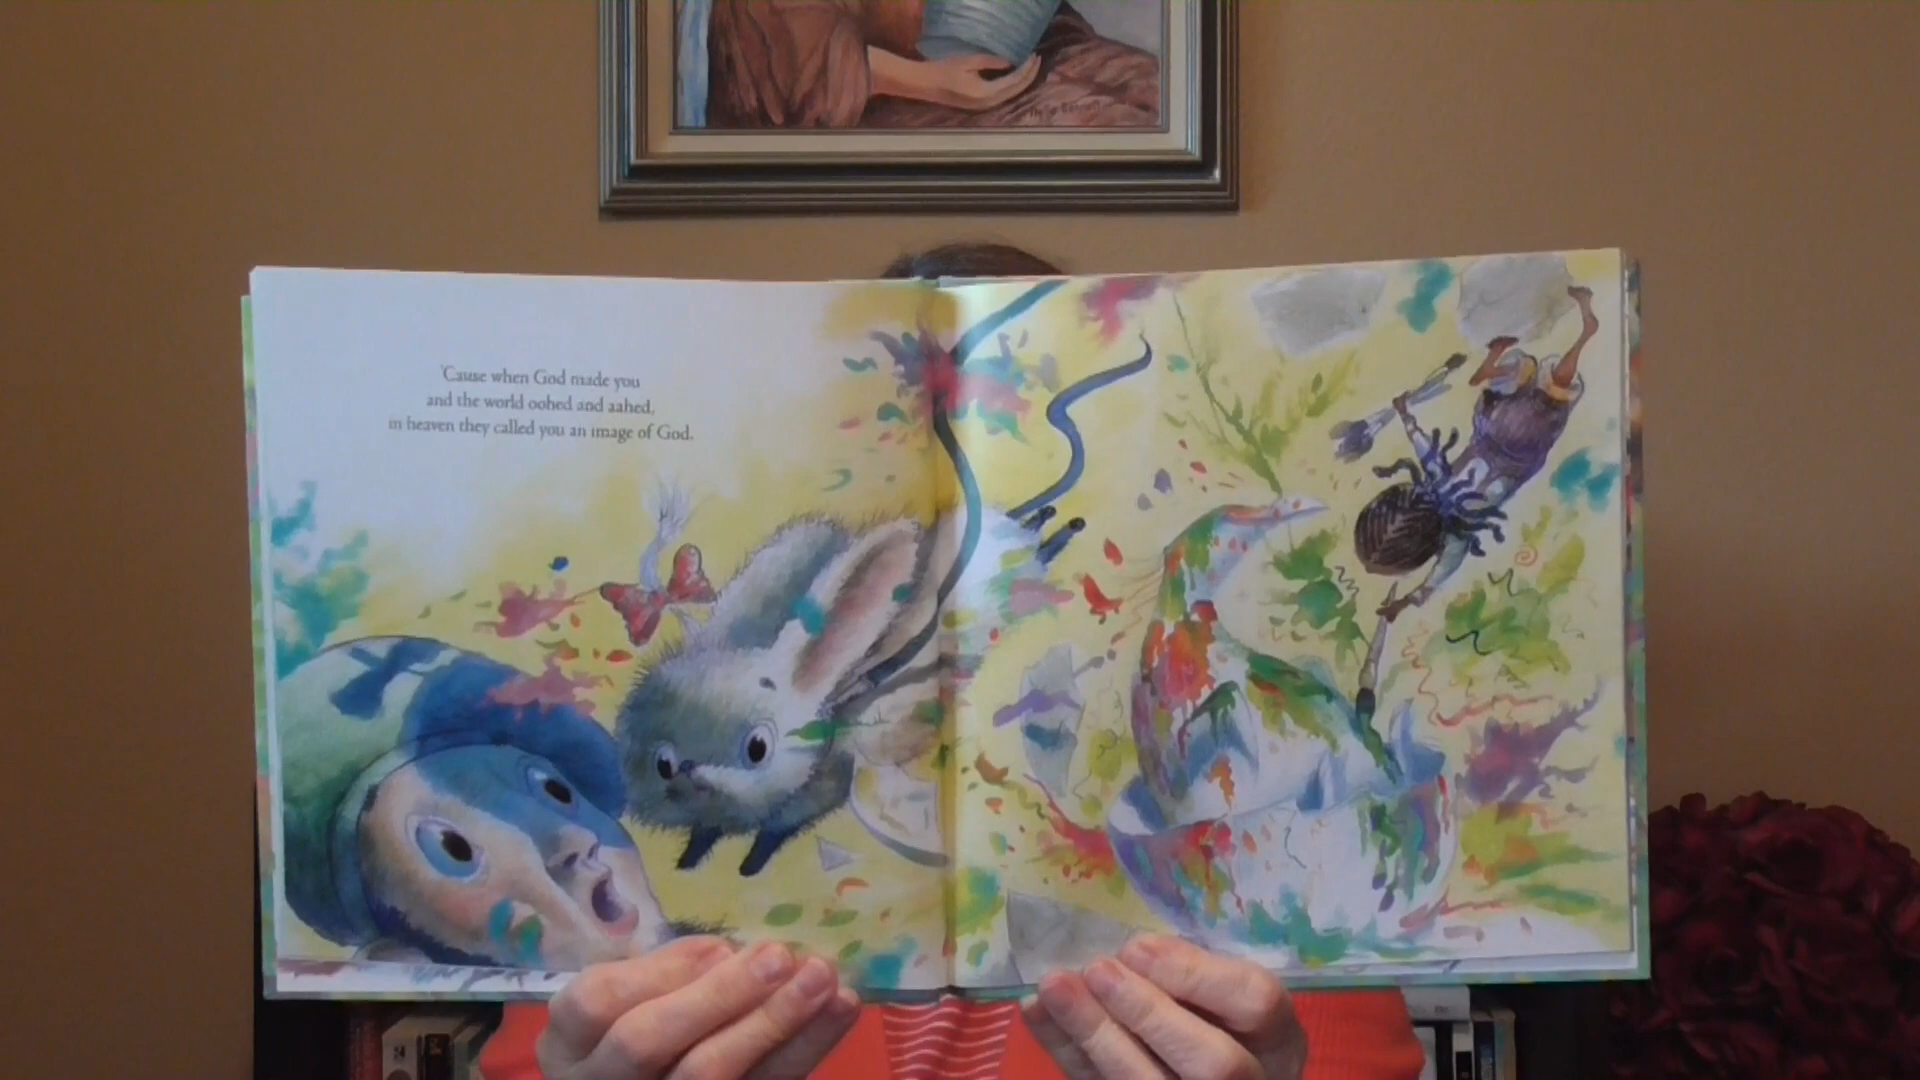 'Cause when God made you
and the world oohed and aahed,
in heaven they called you an image of God.